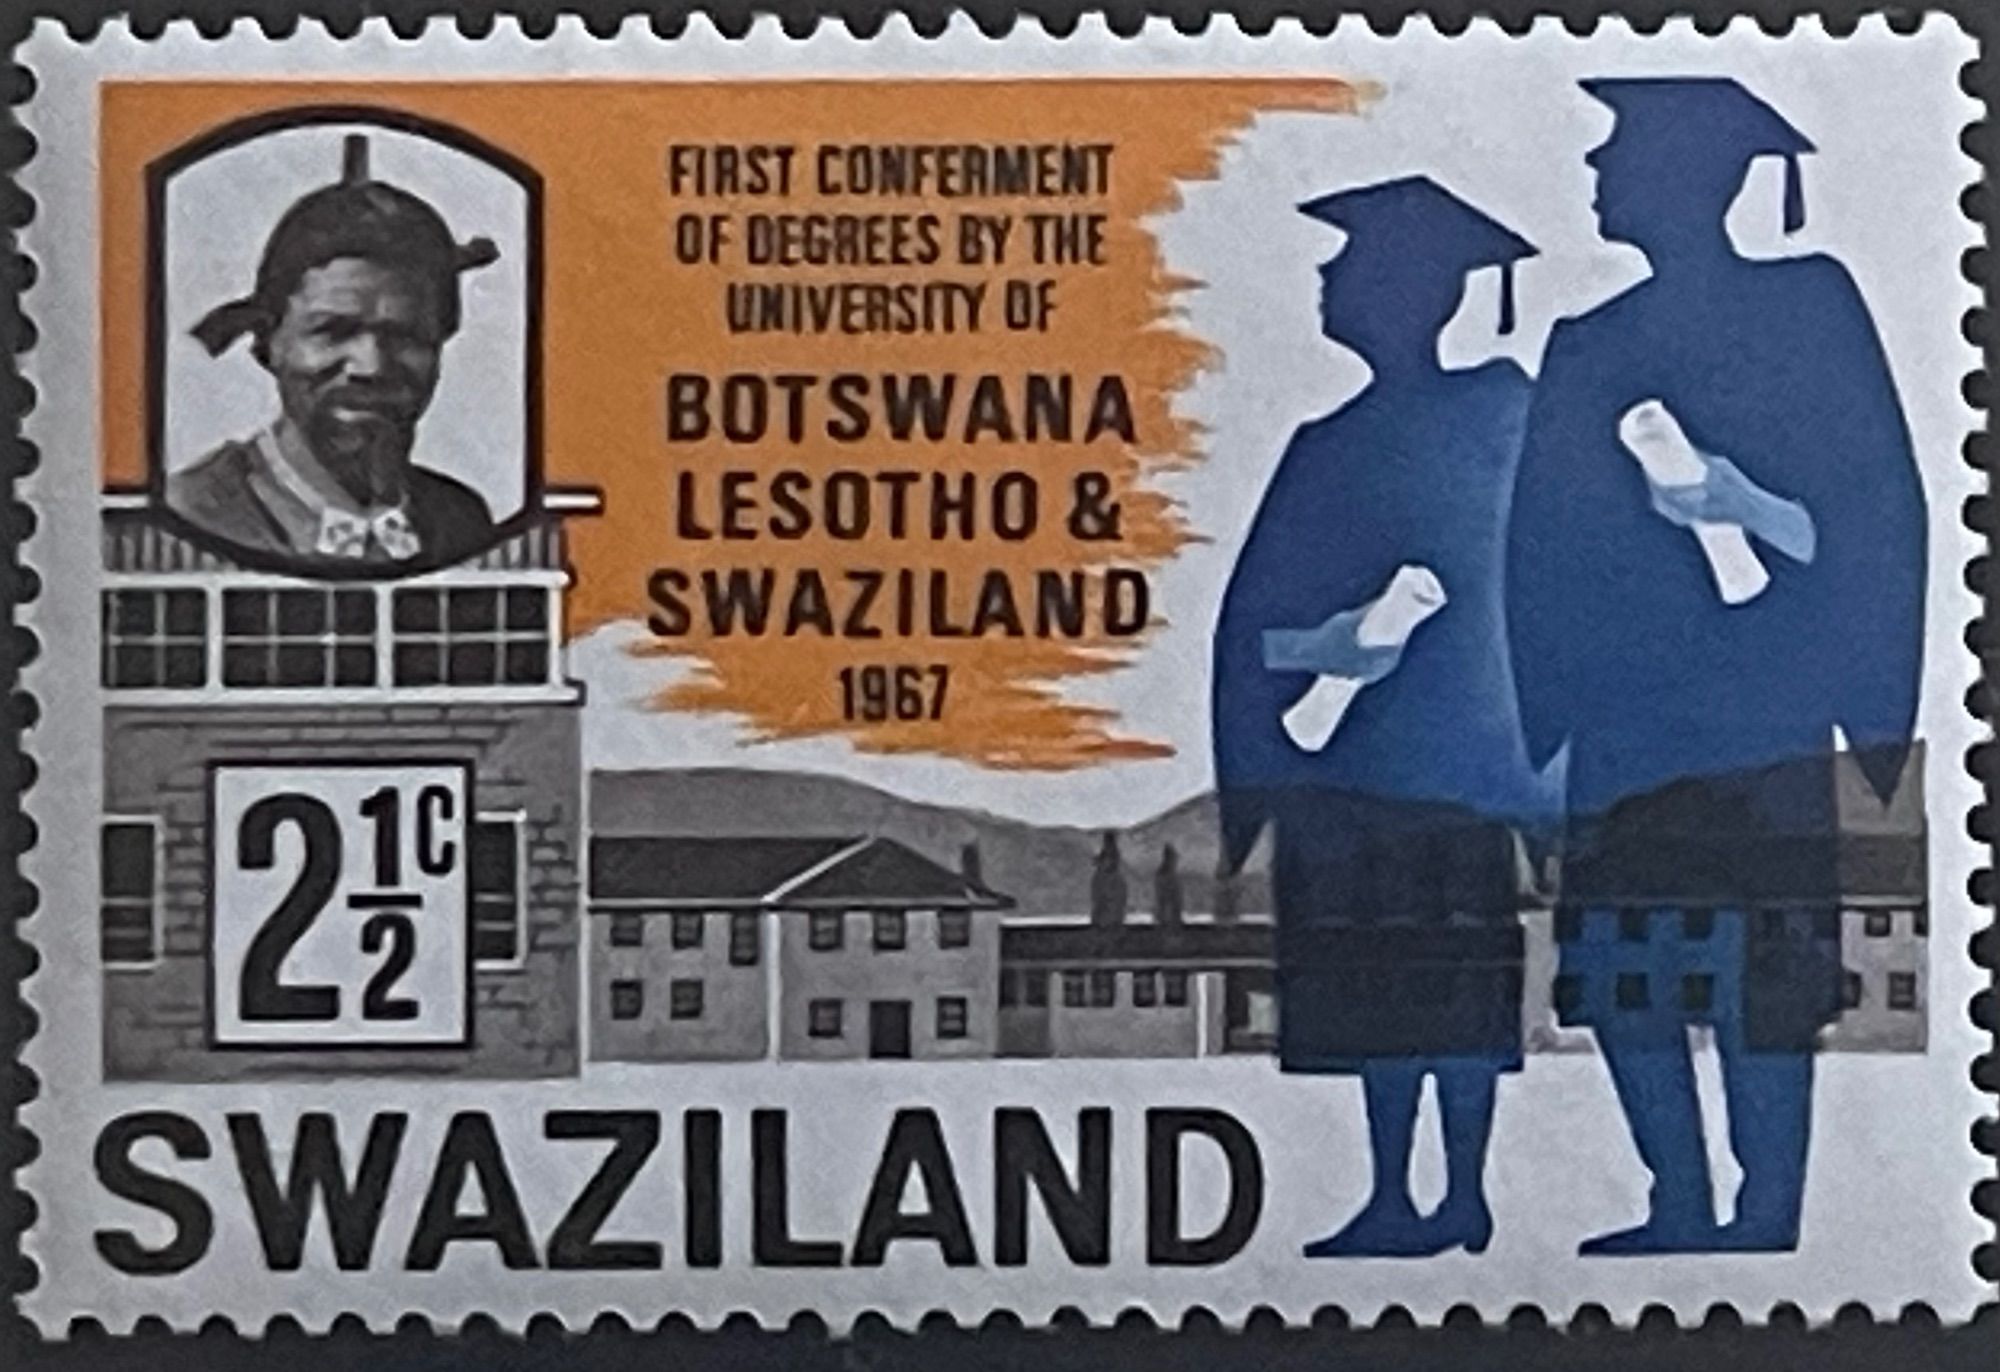 FIRST CONFERMENT
OF DEGREES BY THE
UNIVERSITY OF
BOTSWANA
LESOTHO &
SWAZILAND
1967
2½c
SWAZILAND